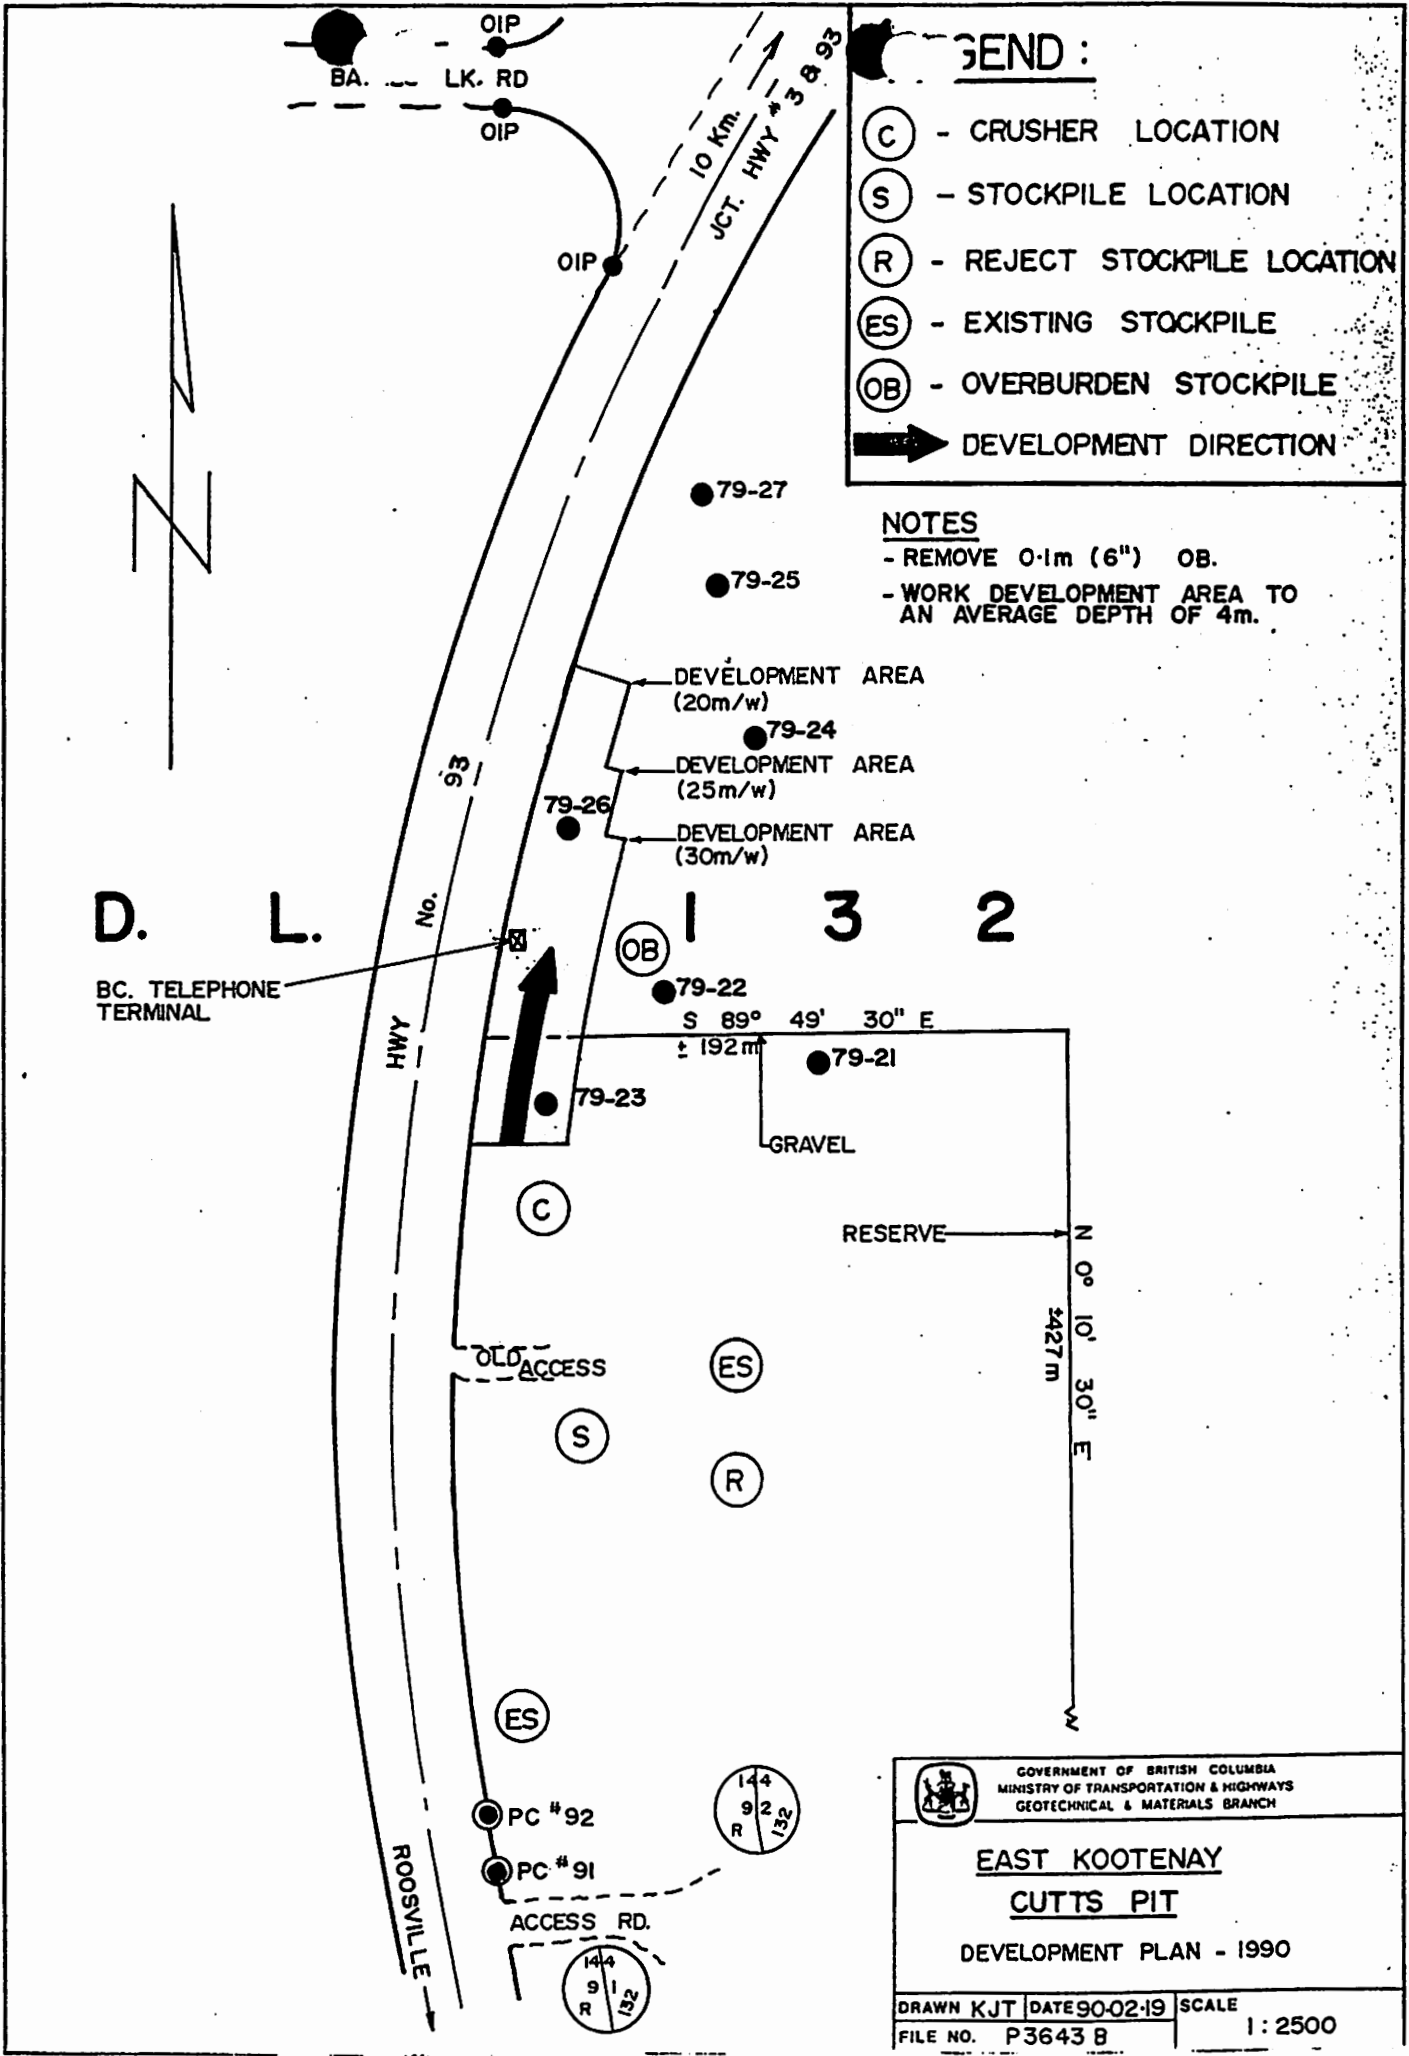 OIP
LK. RD
OIP
OIP
10 Km.
JCT. HWY # 3 & 93
GEND :
C - CRUSHER LOCATION
S - STOCKPILE LOCATION
R - REJECT STOCKPILE LOCATION
ES - EXISTING STOCKPILE
OB - OVERBURDEN STOCKPILE
DEVELOPMENT DIRECTION
N
NOTES
- REMOVE 0.1m (6") OB.
- WORK DEVELOPMENT AREA TO
AN AVERAGE DEPTH OF 4m.
79-27
79-25
DEVELOPMENT AREA
(20m/w)
79-24
DEVELOPMENT AREA
(25m/w)
79-26
DEVELOPMENT AREA
(30m/w)
HWY No. 93
D. L. 1 3 2
OB
BC. TELEPHONE
TERMINAL
79-22
S 89° 49' 30" E
± 192m
79-21
79-23
GRAVEL
C
RESERVE
N 0° 10' 30" E
±427m
OLD ACCESS
ES
S
R
ES
PC #92
PC #91
144
92
R 132
ACCESS RD.
144
91
R 132
ROOSVILLE
GOVERNMENT OF BRITISH COLUMBIA
MINISTRY OF TRANSPORTATION & HIGHWAYS
GEOTECHNICAL & MATERIALS BRANCH
EAST KOOTENAY
CUTTS PIT
DEVELOPMENT PLAN - 1990
DRAWN KJT DATE 90-02-19 SCALE
1:2500
FILE NO. P3643 B